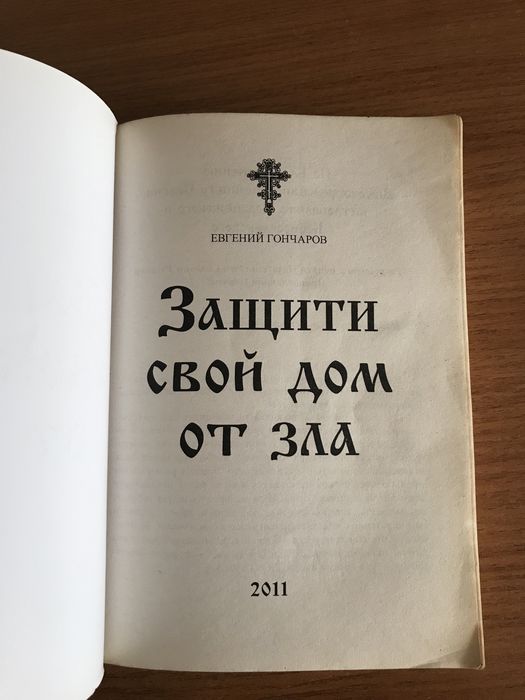 ЕВГЕНИЙ ГОНЧАРОВ
ЗАЩИТИ
СВОЙ ДОМ
ОТ ЗЛА
2011